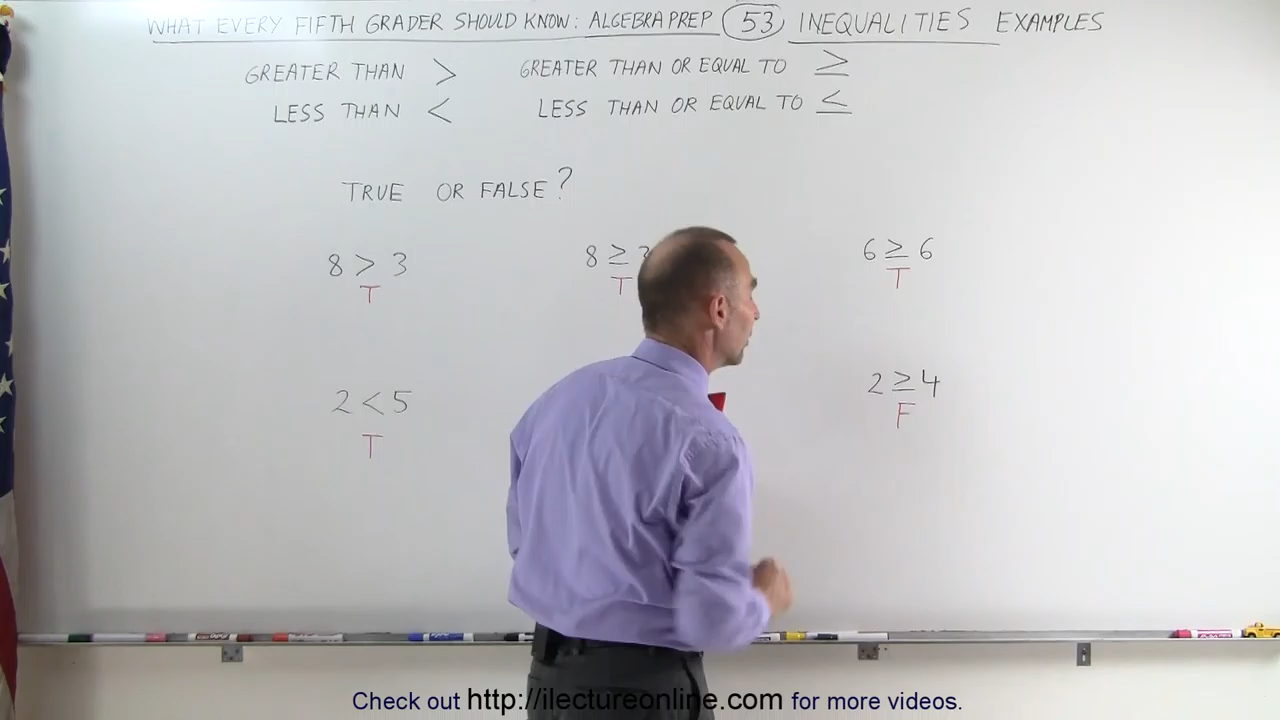 WHAT EVERY FIFTH GRADER SHOULD KNOW: ALGEBRA PREP 53 INEQUALITIES EXAMPLES
GREATER THAN > GREATER THAN OR EQUAL TO ≥
LESS THAN < LESS THAN OR EQUAL TO ≤
TRUE OR FALSE?
8 > 3 8 ≥ 6 ≥ 6
T T T
2 < 5 2 ≥ 4
T F
Check out http://ilectureonline.com for more videos.